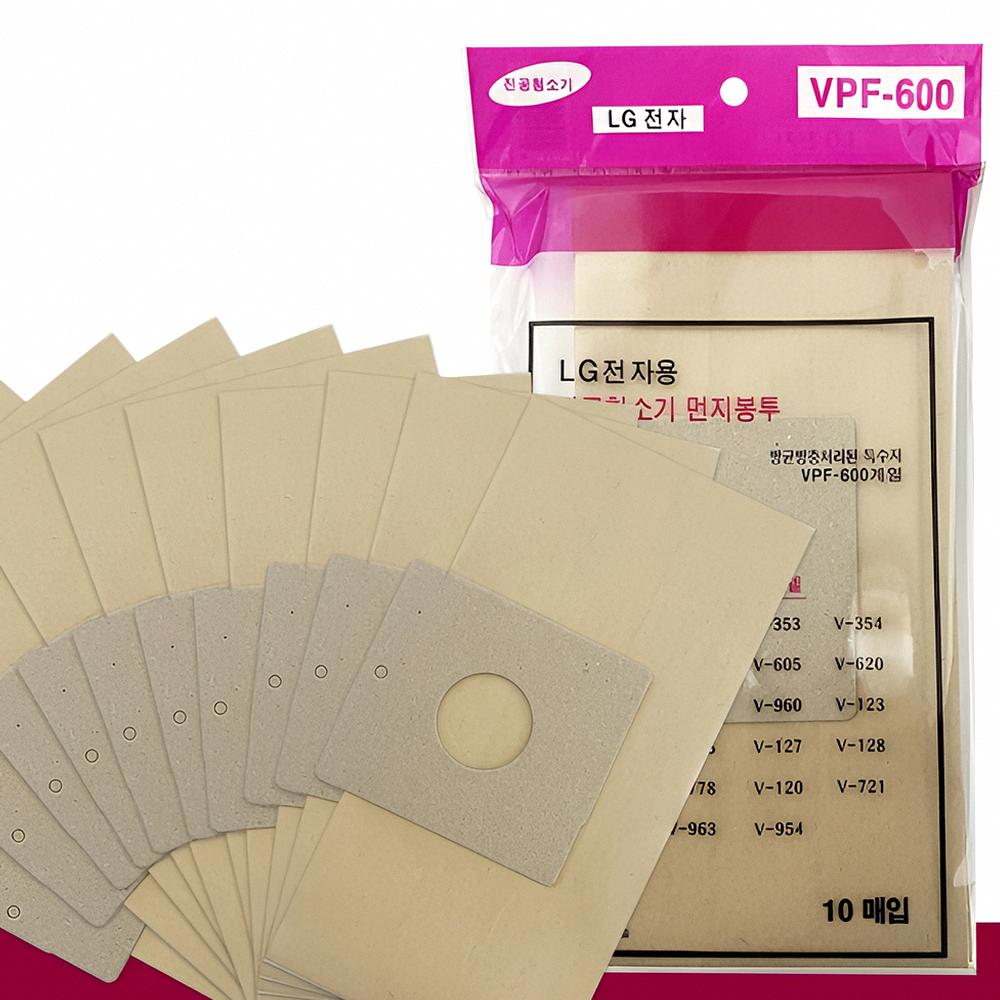 진공청소기
LG 전자
VPF-600
LG전자용
소기 먼지봉투
방균방충처리된 특수지
VPF-600계열
353 V-354
V-605 V-620
V-960 V-123
V-127 V-128
78 V-120 V-721
V-963 V-954
10 매입